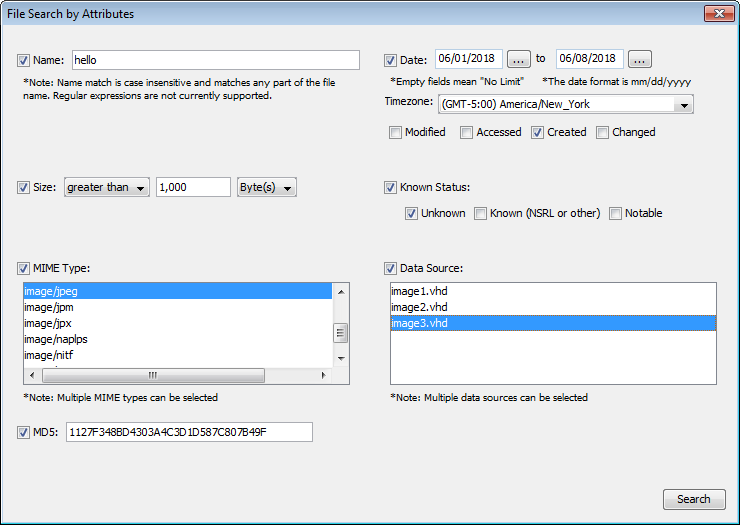 File Search by Attributes
Name: hello
*Note: Name match is case insensitive and matches any part of the file
name. Regular expressions are not currently supported.
Date: 06/01/2018 ... to 06/08/2018 ...
*Empty fields mean "No Limit" *The date format is mm/dd/yyyy
Timezone: (GMT-5:00) America/New_York
Modified Accessed Created Changed
Size: greater than 1,000 Byte(s)
Known Status:
Unknown Known (NSRL or other) Notable
MIME Type:
image/jpeg
image/jpm
image/jpx
image/naplps
image/nitf
*Note: Multiple MIME types can be selected
Data Source:
image1.vhd
image2.vhd
image3.vhd
*Note: Multiple data sources can be selected
MD5: 1127F348BD4303A4C3D1D587C807B49F
Search